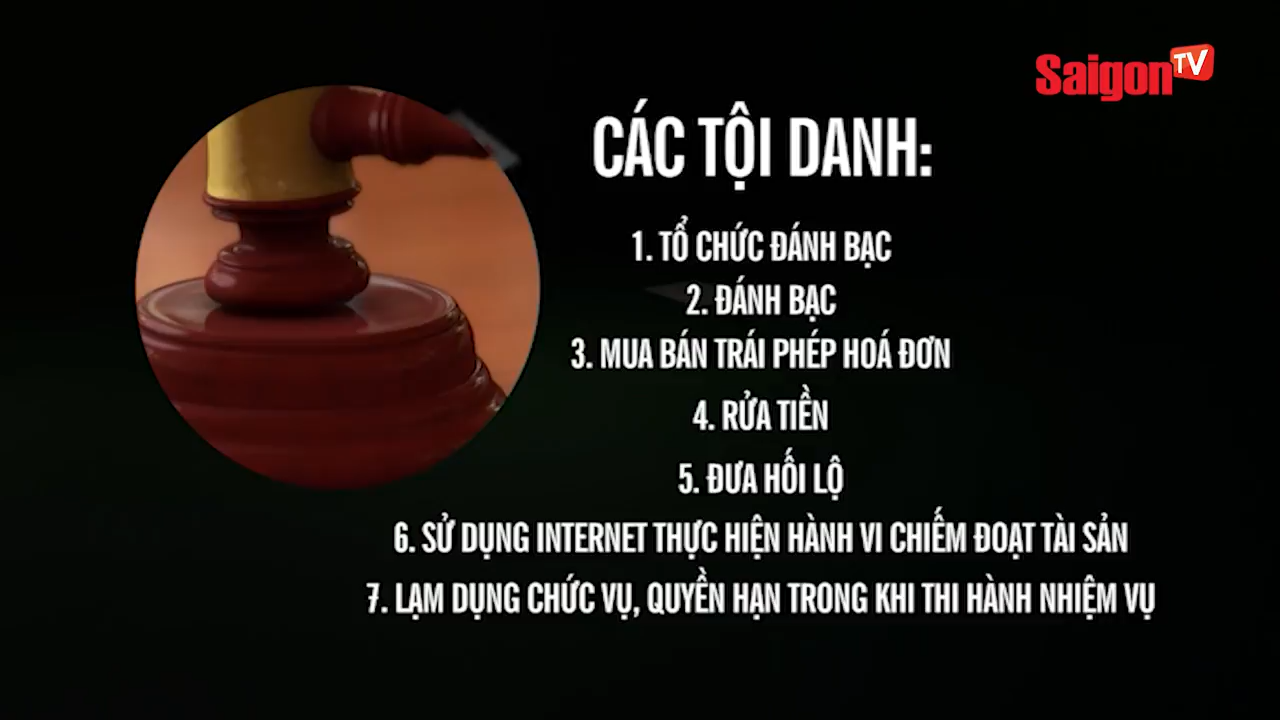 Saigon TV
CÁC TỘI DANH:
1. TỔ CHỨC ĐÁNH BẠC
2. ĐÁNH BẠC
3. MUA BÁN TRÁI PHÉP HOÁ ĐƠN
4. RỬA TIỀN
5. ĐƯA HỐI LỘ
6. SỬ DỤNG INTERNET THỰC HIỆN HÀNH VI CHIẾM ĐOẠT TÀI SẢN
7. LẠM DỤNG CHỨC VỤ, QUYỀN HẠN TRONG KHI THI HÀNH NHIỆM VỤ